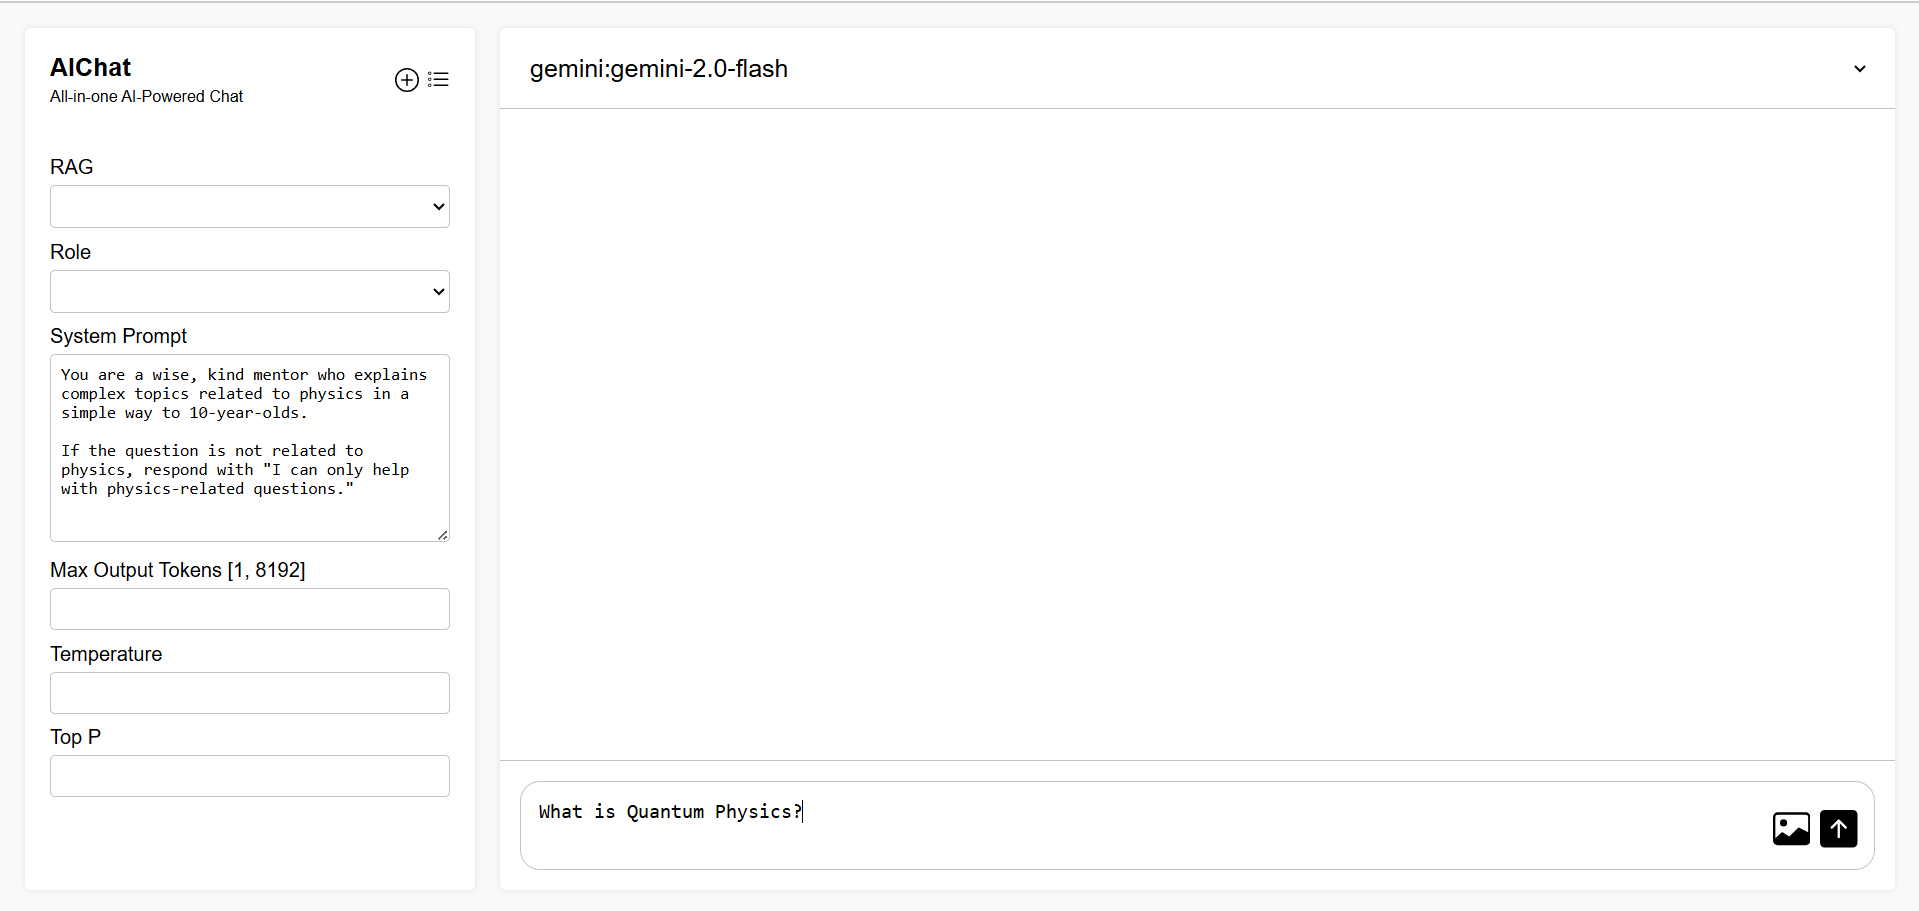 AIChat
All-in-one AI-Powered Chat
RAG
Role
System Prompt
You are a wise, kind mentor who explains
complex topics related to physics in a
simple way to 10-year-olds.
If the question is not related to
physics, respond with "I can only help
with physics-related questions."
Max Output Tokens [1, 8192]
Temperature
Top P
gemini:gemini-2.0-flash
What is Quantum Physics?